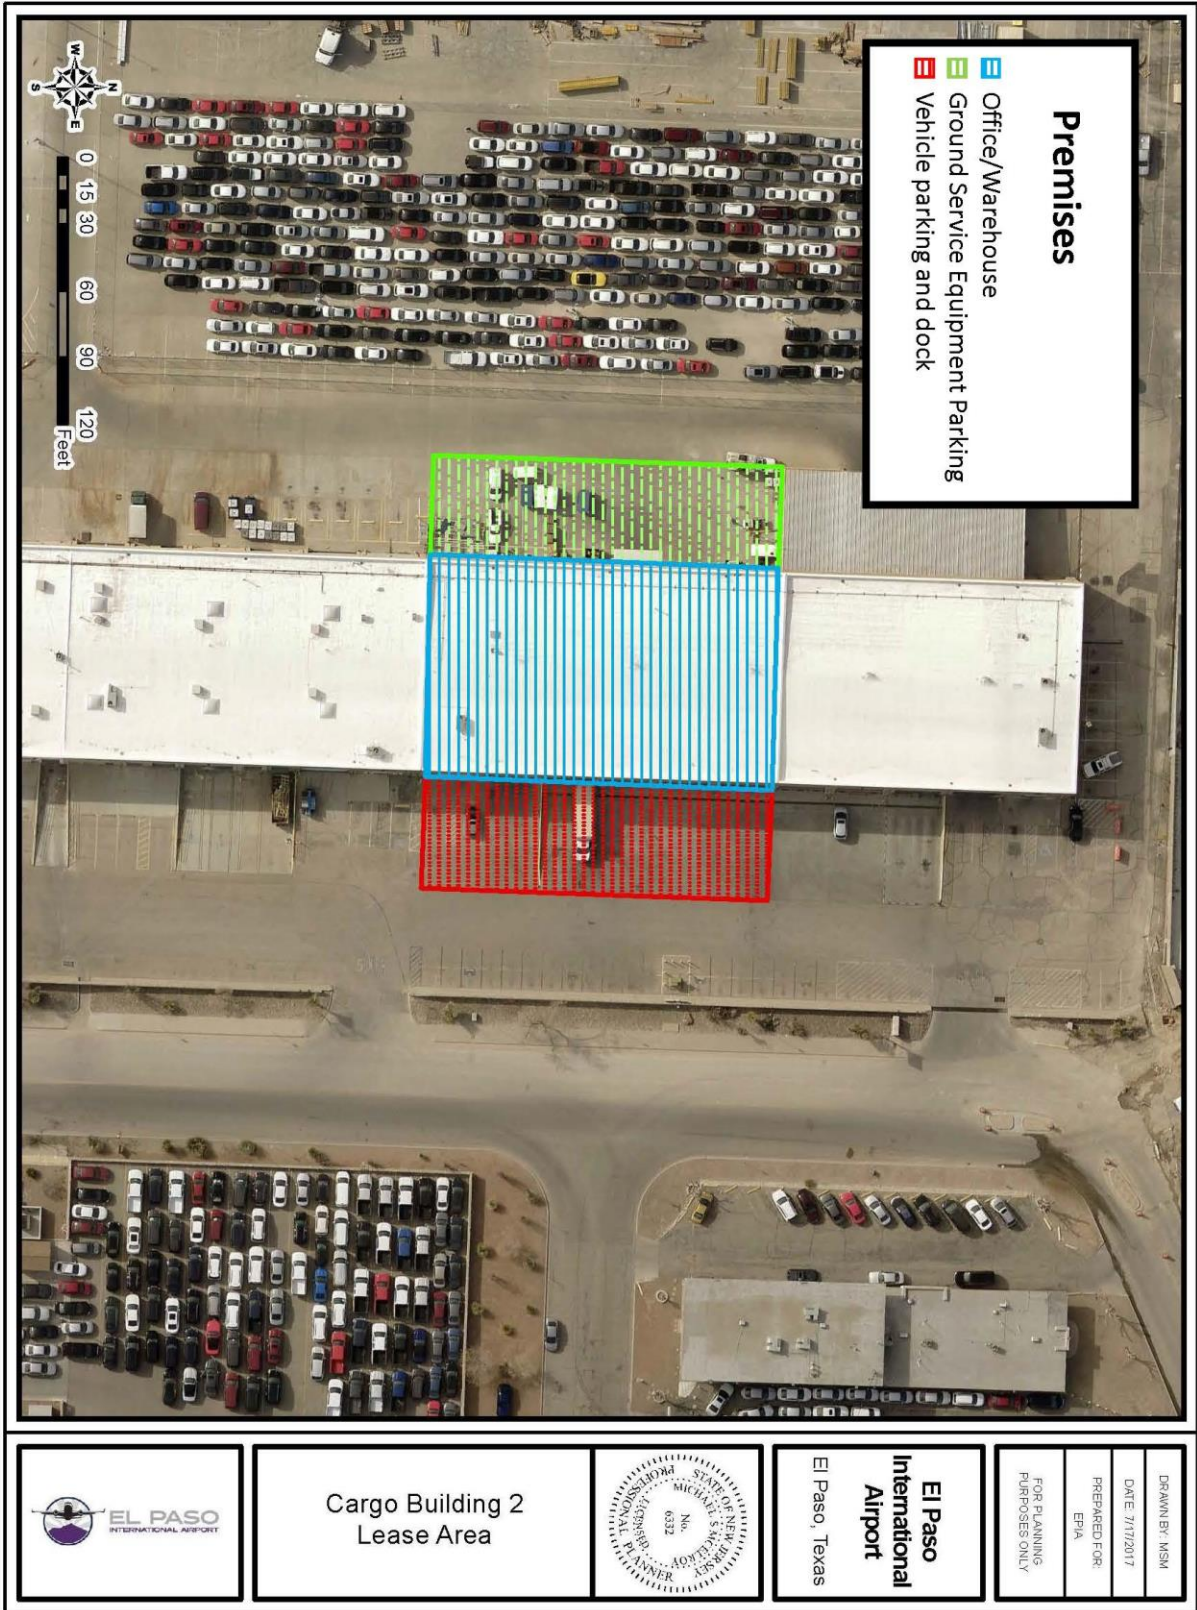 Premises
Office/Warehouse
Ground Service Equipment Parking
Vehicle parking and dock
N
W
E
S
0 15 30 60 90 120
Feet
EL PASO
INTERNATIONAL AIRPORT
Cargo Building 2
Lease Area
STATE OF NEW JERSEY
MICHAEL S. MCELROY
No.
6332
LICENSED
PROFESSIONAL PLANNER
El Paso
International
Airport
El Paso, Texas
DRAWN BY: MSM
DATE: 7/17/2017
PREPARED FOR:
EPIA
FOR PLANNING
PURPOSES ONLY